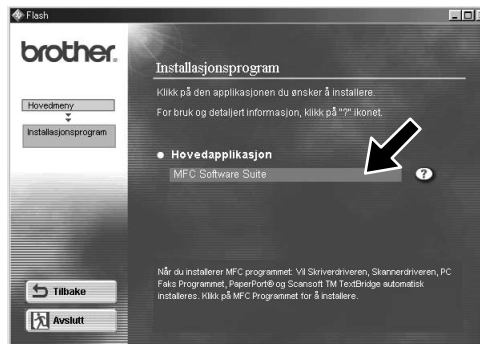 Flash
brother.
Installasjonsprogram
Klikk på den applikasjonen du ønsker å installere.
For bruk og detaljert informasjon, klikk på "?" ikonet.
Hovedmeny
Installasjonsprogram
Hovedapplikasjon
MFC Software Suite
?
Når du installerer MFC programmet: Vil Skriverdriveren, Skannerdriveren, PC
Faks Programmet, PaperPort® og Scansoft TM TextBridge automatisk
installeres. Klikk på MFC Programmet for å installere.
Tilbake
Avslutt